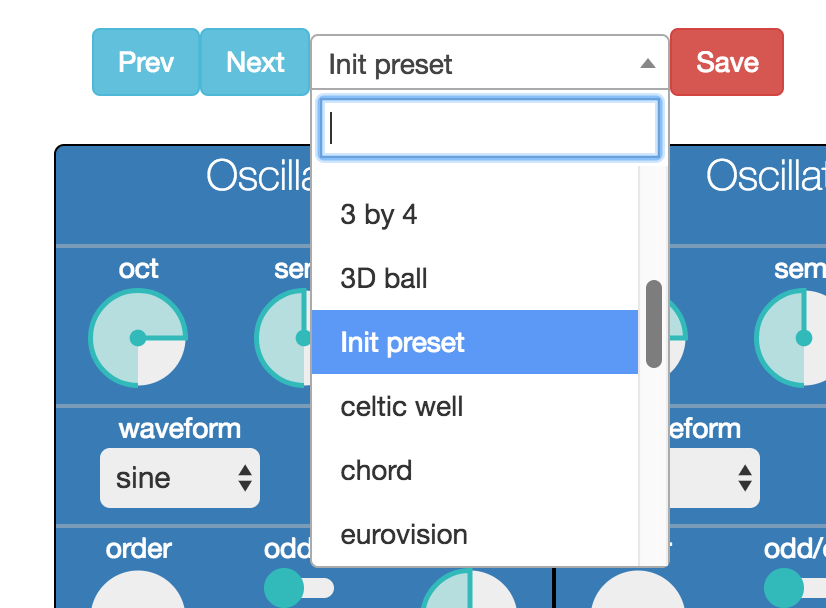 Prev Next Init preset Save
Oscilla Oscillat
3 by 4
oct ser sem
3D ball
Init preset
celtic well
waveform eform
chord
sine
eurovision
order odd odd/